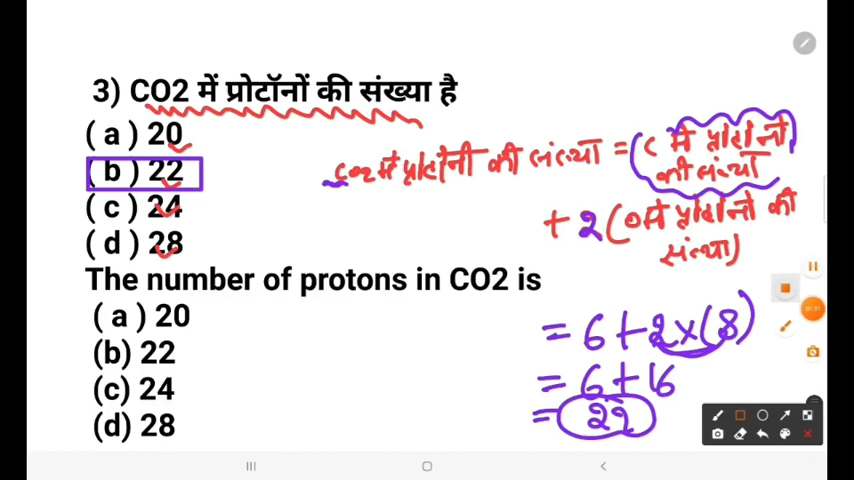 3) CO2 में प्रोटॉनों की संख्या है
( a ) 20
( b ) 22
( c ) 24
( d ) 28
co2 में प्रोटॉनो की संख्या = ( C में प्रोटॉनो
की संख्या
+ 2 (O में प्रोटॉनो की
संख्या)
The number of protons in CO2 is
( a ) 20
(b) 22
(c) 24
(d) 28
= 6 + 2 × (8)
= 6 + 16
= 22